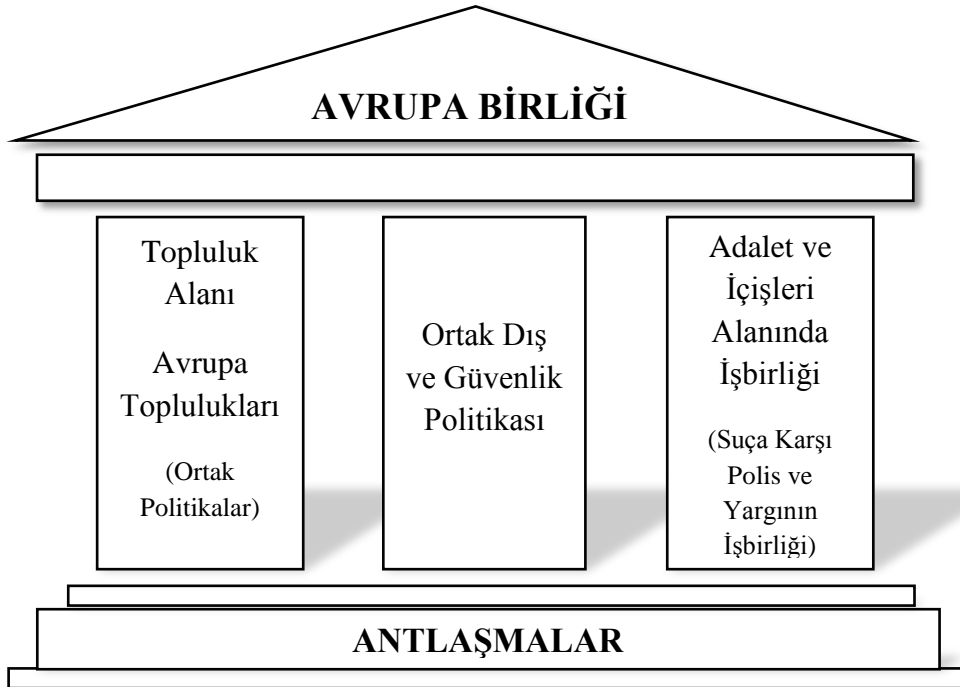 AVRUPA BİRLİĞİ
Topluluk
Alanı
Avrupa
Toplulukları
(Ortak
Politikalar)
Ortak Dış
ve Güvenlik
Politikası
Adalet ve
İçişleri
Alanında
İşbirliği
(Suça Karşı
Polis ve
Yargının
İşbirliği)
ANTLAŞMALAR